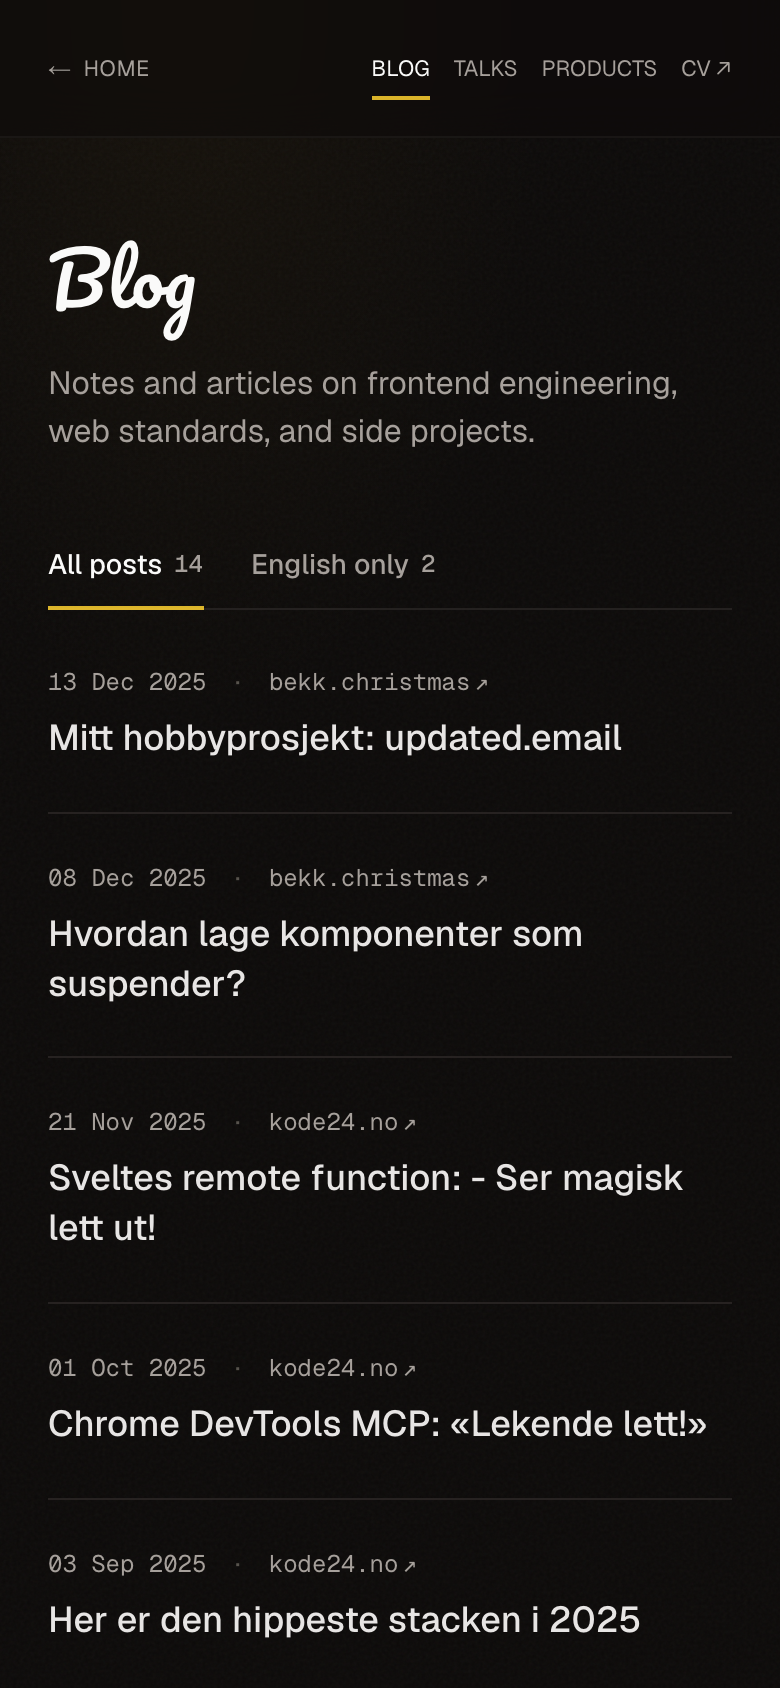 ← HOME BLOG TALKS PRODUCTS CV ↗
Blog
Notes and articles on frontend engineering,
web standards, and side projects.
All posts 14 English only 2
13 Dec 2025 · bekk.christmas ↗
Mitt hobbyprosjekt: updated.email
08 Dec 2025 · bekk.christmas ↗
Hvordan lage komponenter som
suspender?
21 Nov 2025 · kode24.no ↗
Sveltes remote function: - Ser magisk
lett ut!
01 Oct 2025 · kode24.no ↗
Chrome DevTools MCP: «Lekende lett!»
03 Sep 2025 · kode24.no ↗
Her er den hippeste stacken i 2025